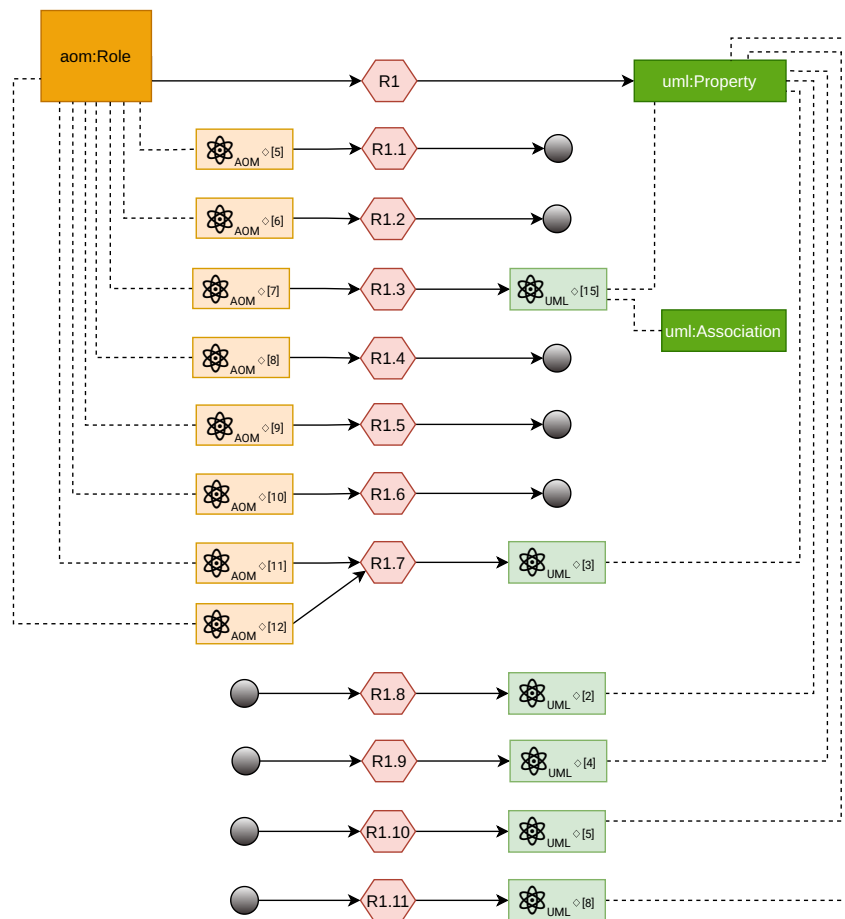 aom:Role
R1
uml:Property
AOM ◇[5]
R1.1
AOM ◇[6]
R1.2
AOM ◇[7]
R1.3
UML ◇[15]
uml:Association
AOM ◇[8]
R1.4
AOM ◇[9]
R1.5
AOM ◇[10]
R1.6
AOM ◇[11]
R1.7
UML ◇[3]
AOM ◇[12]
R1.8
UML ◇[2]
R1.9
UML ◇[4]
R1.10
UML ◇[5]
R1.11
UML ◇[8]